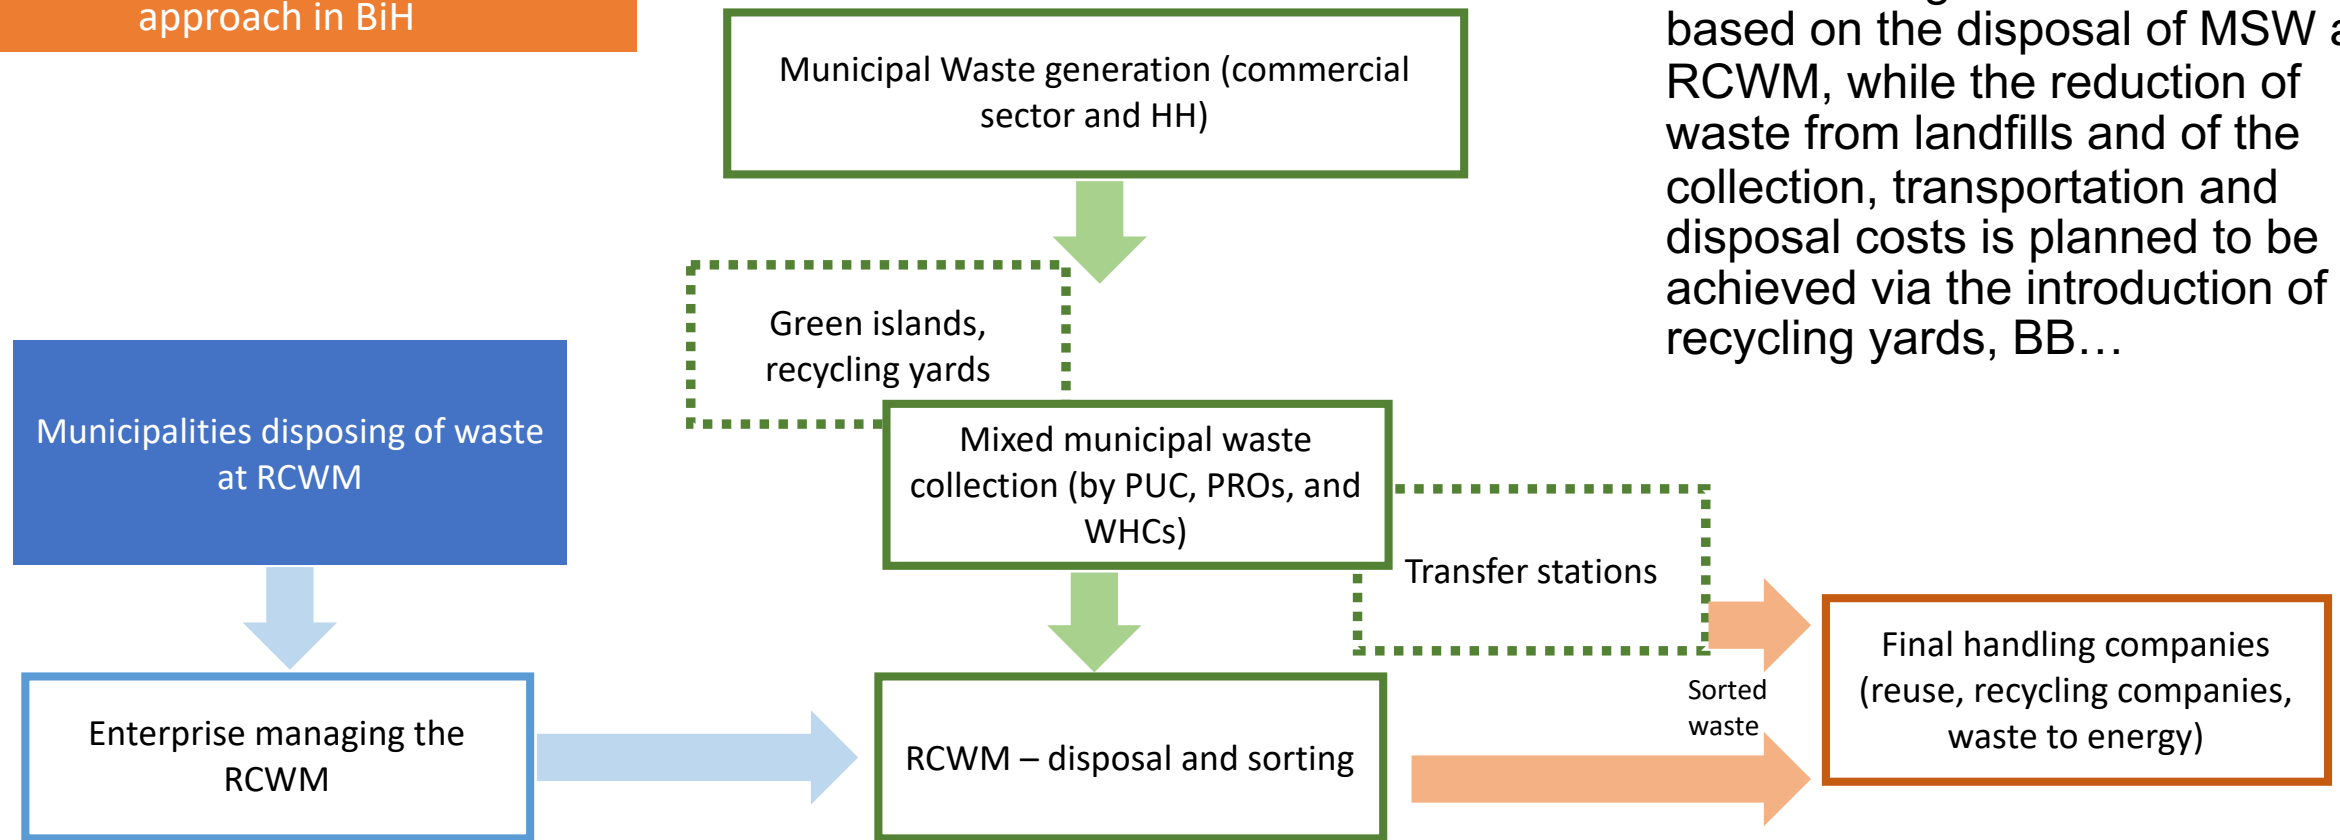 approach in BiH
Municipal Waste generation (commercial
sector and HH)
based on the disposal of MSW
RCWM, while the reduction of
waste from landfills and of the
collection, transportation and
disposal costs is planned to be
achieved via the introduction of
recycling yards, BB…
Green islands,
recycling yards
Municipalities disposing of waste
at RCWM
Mixed municipal waste
collection (by PUC, PROs, and
WHCs)
Transfer stations
Enterprise managing the
RCWM
RCWM – disposal and sorting
Sorted
waste
Final handling companies
(reuse, recycling companies,
waste to energy)